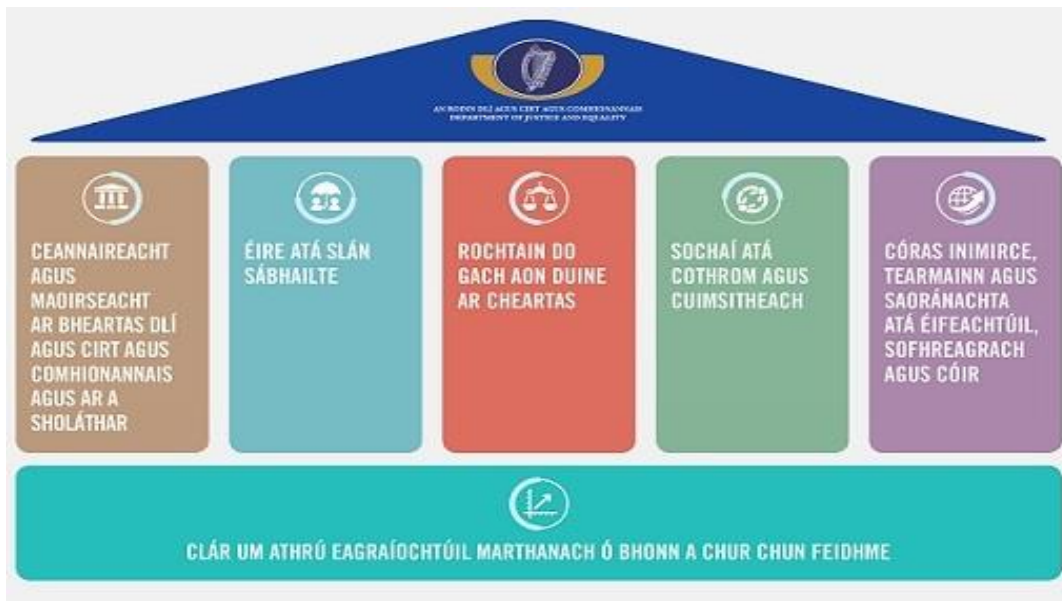 AN ROINN DLÍ AGUS CIRT AGUS COMHIONANNAIS
DEPARTMENT OF JUSTICE AND EQUALITY
CEANNAIREACHT
AGUS
MAOIRSEACHT
AR BHEARTAS DLÍ
AGUS CIRT AGUS
COMHIONANNAIS
AGUS AR A
SHOLÁTHAR
ÉIRE ATÁ SLÁN
SÁBHAILTE
ROCHTAIN DO
GACH AON DUINE
AR CHEARTAS
SOCHAÍ ATÁ
COTHROM AGUS
CUIMSITHEACH
CÓRAS INIMIRCE,
TEARMAINN AGUS
SAORÁNACHTA
ATÁ ÉIFEACHTÚIL,
SOFHREAGRACH
AGUS CÓIR
CLÁR UM ATHRÚ EAGRAÍOCHTÚIL MARTHANACH Ó BHONN A CHUR CHUN FEIDHME